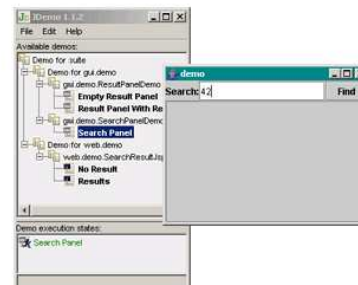 JDemo 1.1.2
File Edit Help
Available demos:
Demo for suite
Demo for gui.demo
gui.demo.ResultPanelDemo
Empty Result Panel
Result Panel With Re
gui.demo.SearchPanelDemo
Search Panel
Demo for web.demo
web.demo.SearchResultJsp
No Result
Results
Demo execution states:
Search Panel
demo
Search: 42
Find